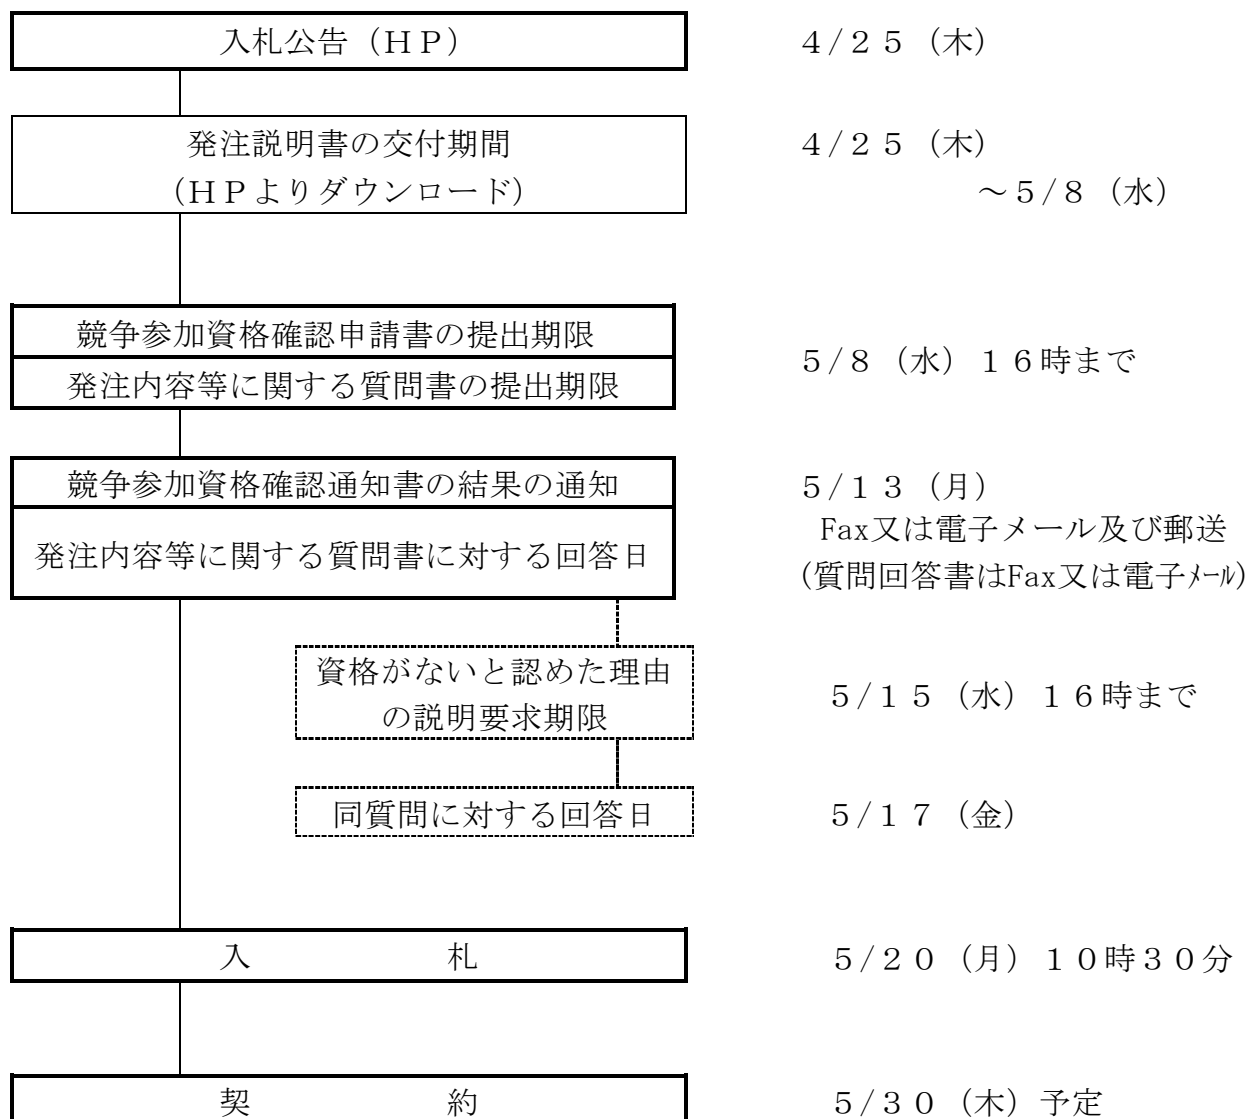 入札公告（ＨＰ）
４/２５（木）
発注説明書の交付期間
（ＨＰよりダウンロード）
４/２５（木）
～５/８（水）
競争参加資格確認申請書の提出期限
発注内容等に関する質問書の提出期限
５/８（水）１６時まで
競争参加資格確認通知書の結果の通知
発注内容等に関する質問書に対する回答日
５/１３（月）
Fax又は電子メール及び郵送
(質問回答書はFax又は電子ﾒｰﾙ)
資格がないと認めた理由
の説明要求期限
５/１５（水）１６時まで
同質問に対する回答日
５/１７（金）
入　　　　　　札
５/２０（月）１０時３０分
契　　　　　　約
５/３０（木）予定